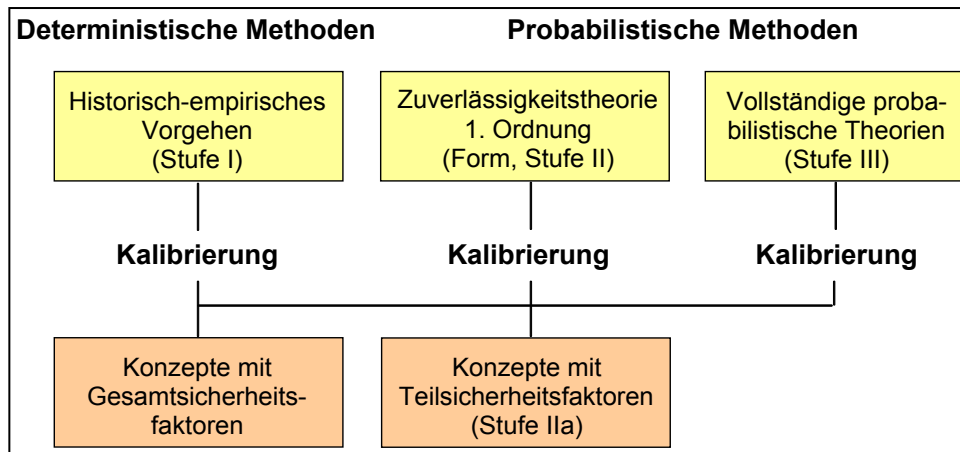 Deterministische Methoden
Probabilistische Methoden
Historisch-empirisches
Vorgehen
(Stufe I)
Zuverlässigkeitstheorie
1. Ordnung
(Form, Stufe II)
Vollständige proba-
bilistische Theorien
(Stufe III)
Kalibrierung
Kalibrierung
Kalibrierung
Konzepte mit
Gesamtsicherheits-
faktoren
Konzepte mit
Teilsicherheitsfaktoren
(Stufe IIa)